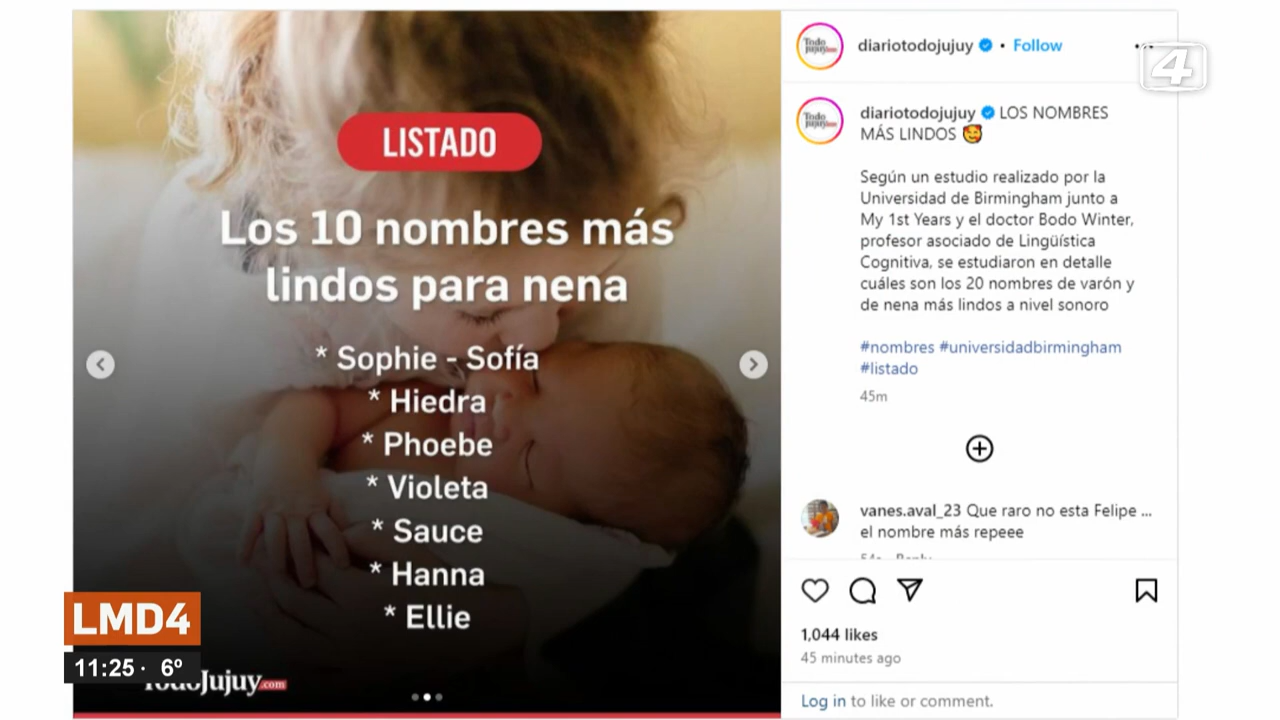 LISTADO
Los 10 nombres más
lindos para nena
* Sophie - Sofía
* Hiedra
* Phoebe
* Violeta
* Sauce
* Hanna
* Ellie
TodoJujuy.com
LMD4
11:25 · 6º
diariotodojujuy • Follow
4
diariotodojujuy LOS NOMBRES
MÁS LINDOS 🥰
Según un estudio realizado por la
Universidad de Birmingham junto a
My 1st Years y el doctor Bodo Winter,
profesor asociado de Lingüística
Cognitiva, se estudiaron en detalle
cuáles son los 20 nombres de varón y
de nena más lindos a nivel sonoro
#nombres #universidadbirmingham
#listado
45m
vanes.aval_23 Que raro no esta Felipe ...
el nombre más repeee
1,044 likes
45 minutes ago
Log in to like or comment.